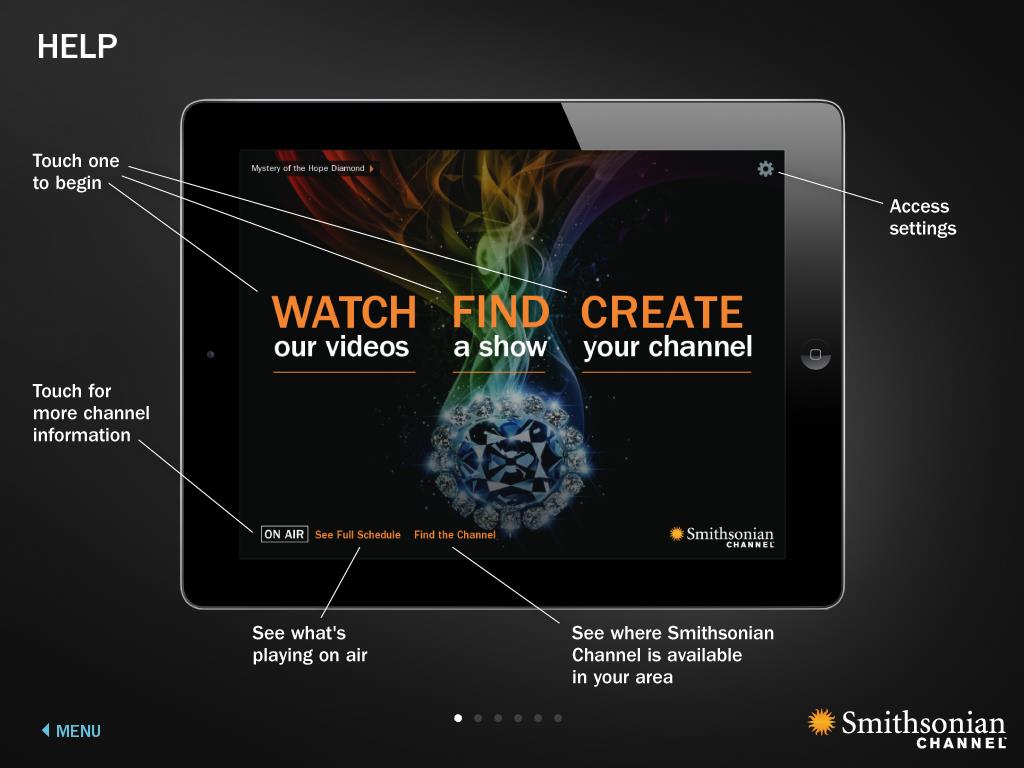 HELP
Touch one
to begin
Mystery of the Hope Diamond
Access
settings
WATCH
our videos
FIND
a show
CREATE
your channel
Touch for
more channel
information
ON AIR
See Full Schedule
Find the Channel
Smithsonian
CHANNEL
See what's
playing on air
See where Smithsonian
Channel is available
in your area
MENU
Smithsonian
CHANNEL